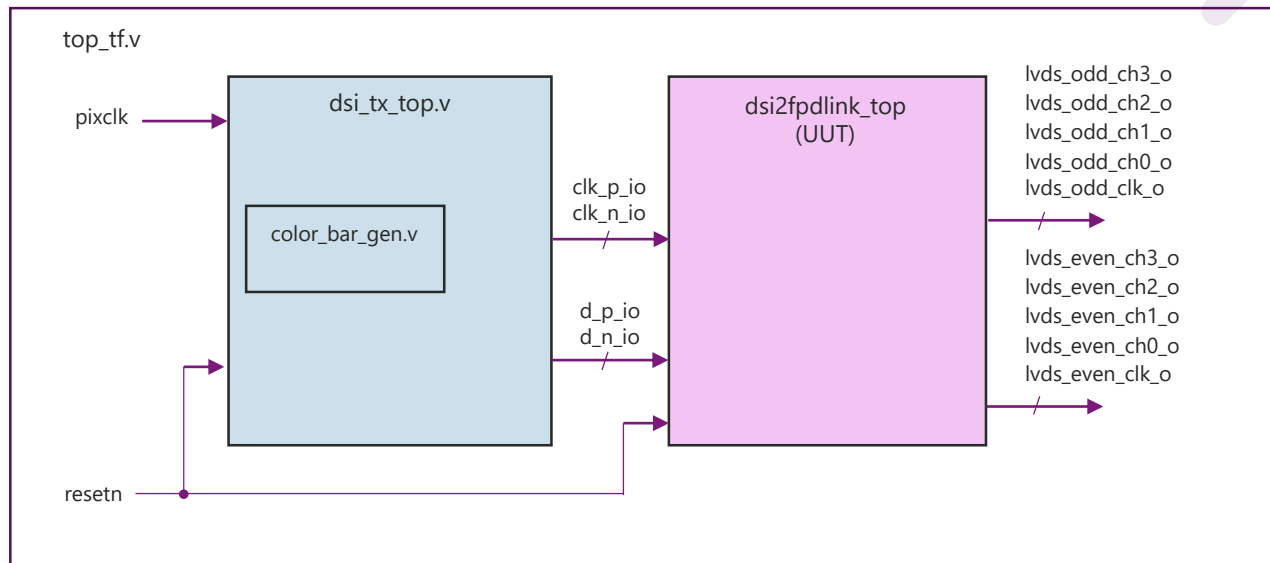 top_tf.v
pixclk
resetn
dsi_tx_top.v
color_bar_gen.v
clk_p_io
clk_n_io
d_p_io
d_n_io
dsi2fpdlink_top
(UUT)
lvds_odd_ch3_o
lvds_odd_ch2_o
lvds_odd_ch1_o
lvds_odd_ch0_o
lvds_odd_clk_o
lvds_even_ch3_o
lvds_even_ch2_o
lvds_even_ch1_o
lvds_even_ch0_o
lvds_even_clk_o